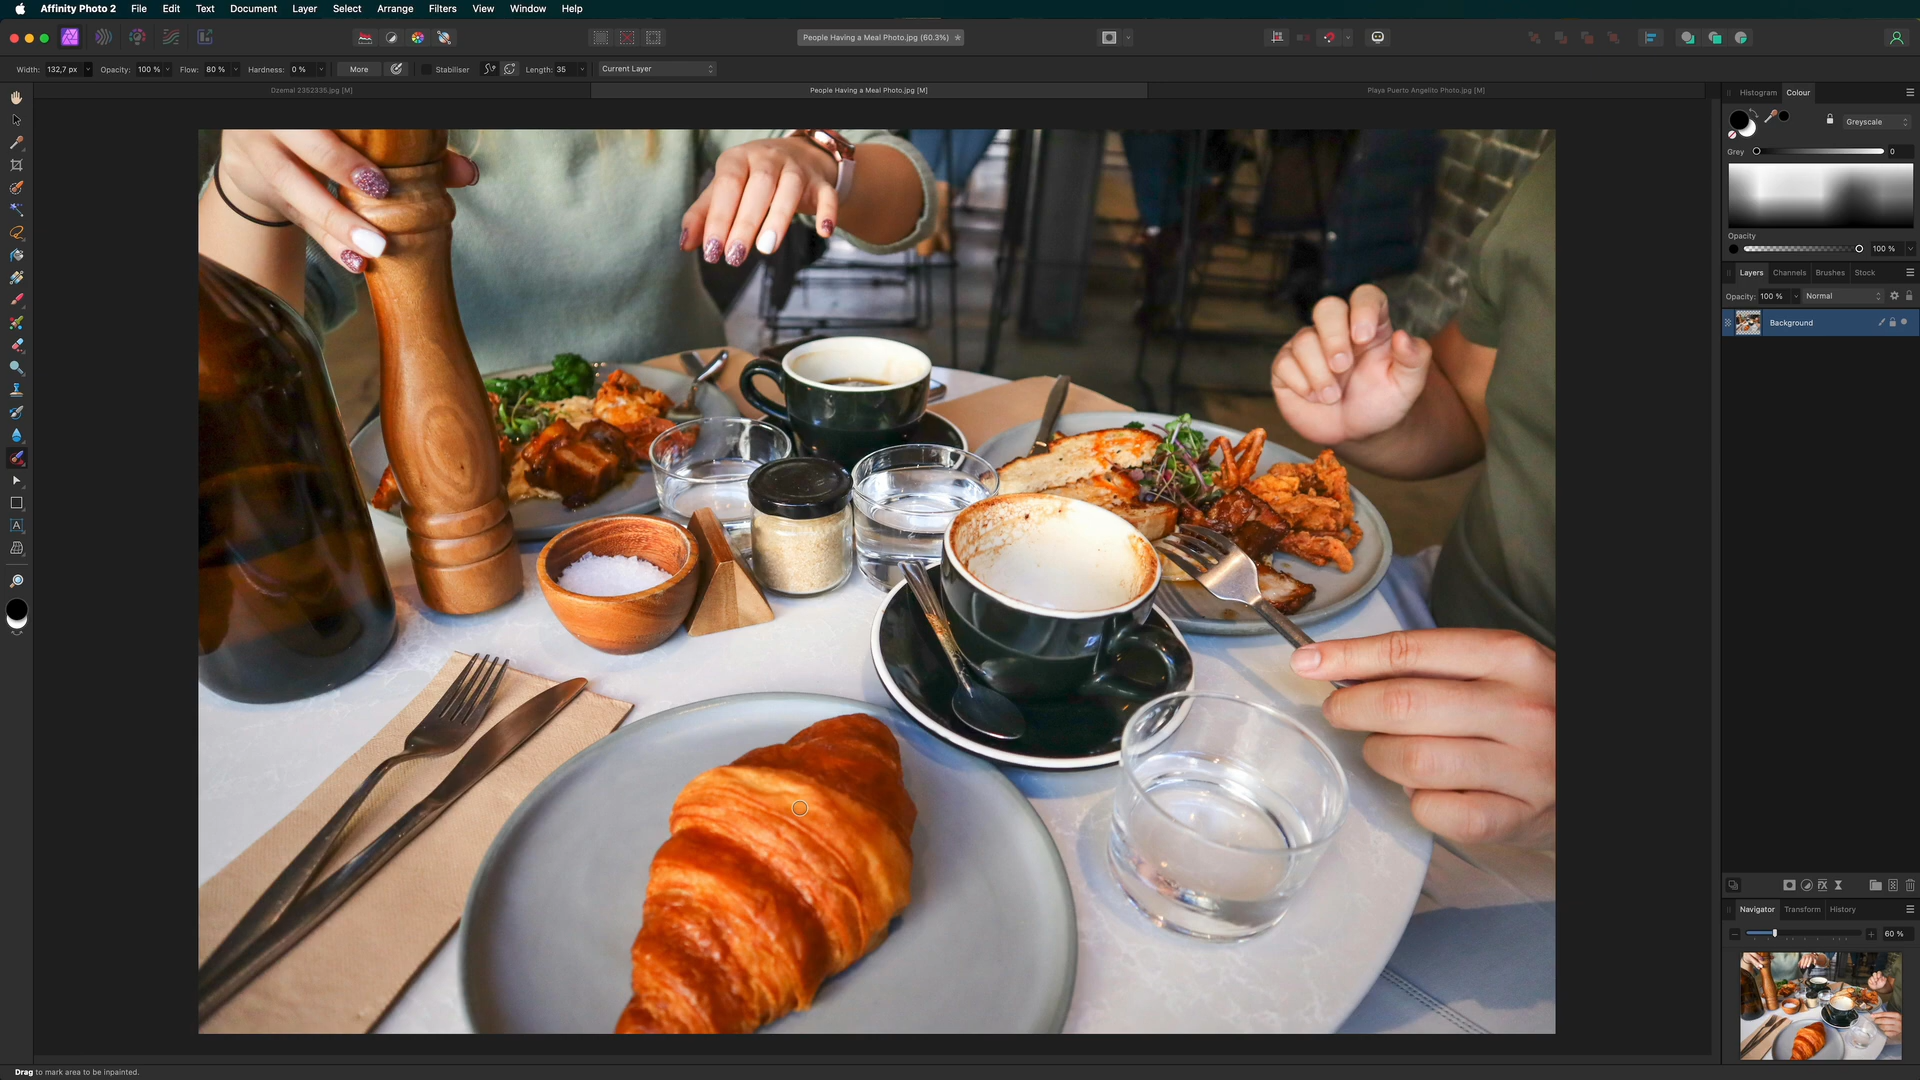 Affinity Photo 2 File Edit Text Document Layer Select Arrange Filters View Window Help
People Having a Meal Photo.jpg (60.3%)
Width: 132,7 px Opacity: 100 % Flow: 80 % Hardness: 0 % More Stabiliser Length: 35 Current Layer
Dzemal 2352335.jpg [M] People Having a Meal Photo.jpg [M] Playa Puerto Angelito Photo.jpg [M]
Histogram Colour
Greyscale
Grey 0
Opacity
100 %
Layers Channels Brushes Stock
Opacity: 100 % Normal
Background
Navigator Transform History
60 %
Drag to mark area to be inpainted.